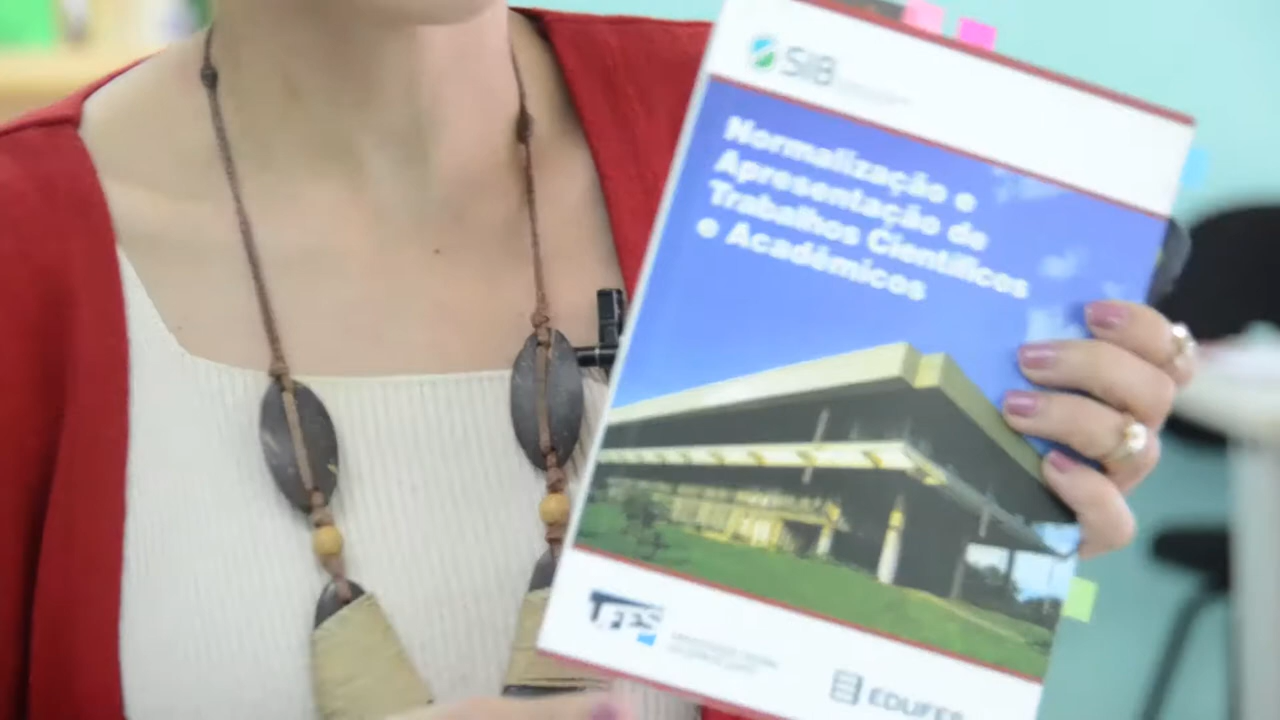 SIB
Normalização e
Apresentação de
Trabalhos Científicos
e Acadêmicos
UFES
EDUFES